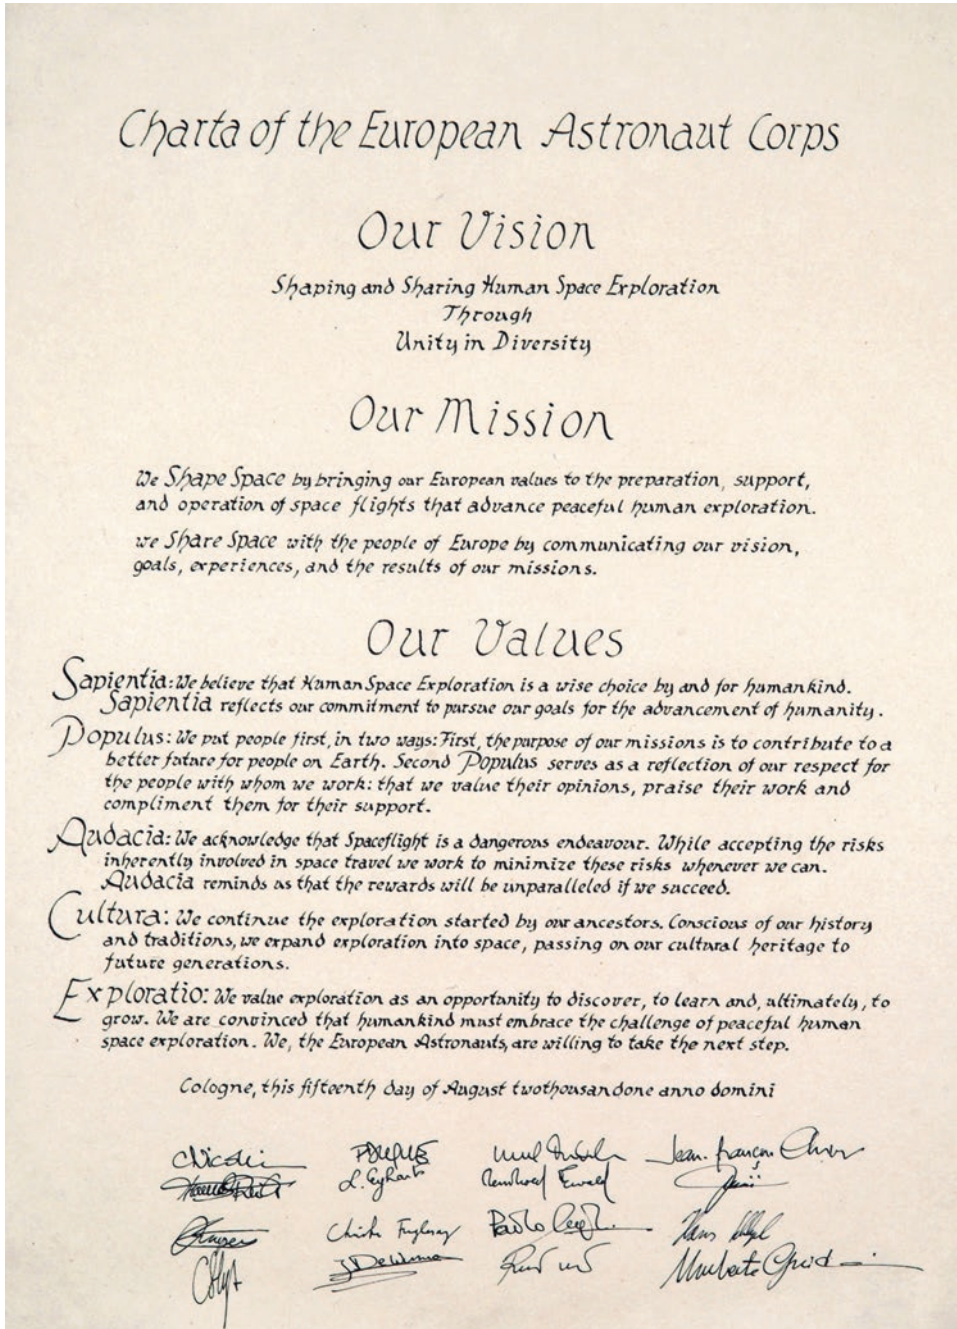 Charta of the European Astronaut Corps
Our Vision
Shaping and Sharing Human Space Exploration
Through
Unity in Diversity
Our Mission
We Shape Space by bringing our European values to the preparation, support,
and operation of space flights that advance peaceful human exploration.
we Share Space with the people of Europe by communicating our vision,
goals, experiences, and the results of our missions.
Our Values
Sapientia: We believe that Human Space Exploration is a wise choice by and for humankind.
Sapientia reflects our commitment to pursue our goals for the advancement of humanity.
Populus: We put people first, in two ways: First, the purpose of our missions is to contribute to a
better future for people on Earth. Second Populus serves as a reflection of our respect for
the people with whom we work: that we value their opinions, praise their work and
compliment them for their support.
Audacia: We acknowledge that Spaceflight is a dangerous endeavour. While accepting the risks
inherently involved in space travel we work to minimize these risks whenever we can.
Audacia reminds us that the rewards will be unparalleled if we succeed.
Cultura: We continue the exploration started by our ancestors. Conscious of our history
and traditions, we expand exploration into space, passing on our cultural heritage to
future generations.
Exploratio: We value exploration as an opportunity to discover, to learn and, ultimately, to
grow. We are convinced that humankind must embrace the challenge of peaceful human
space exploration. We, the European Astronauts, are willing to take the next step.
Cologne, this fifteenth day of August twothousandone anno domini
Jean-François
L. Eyharts Reinhold Ewald
Paolo Hans
Umberto